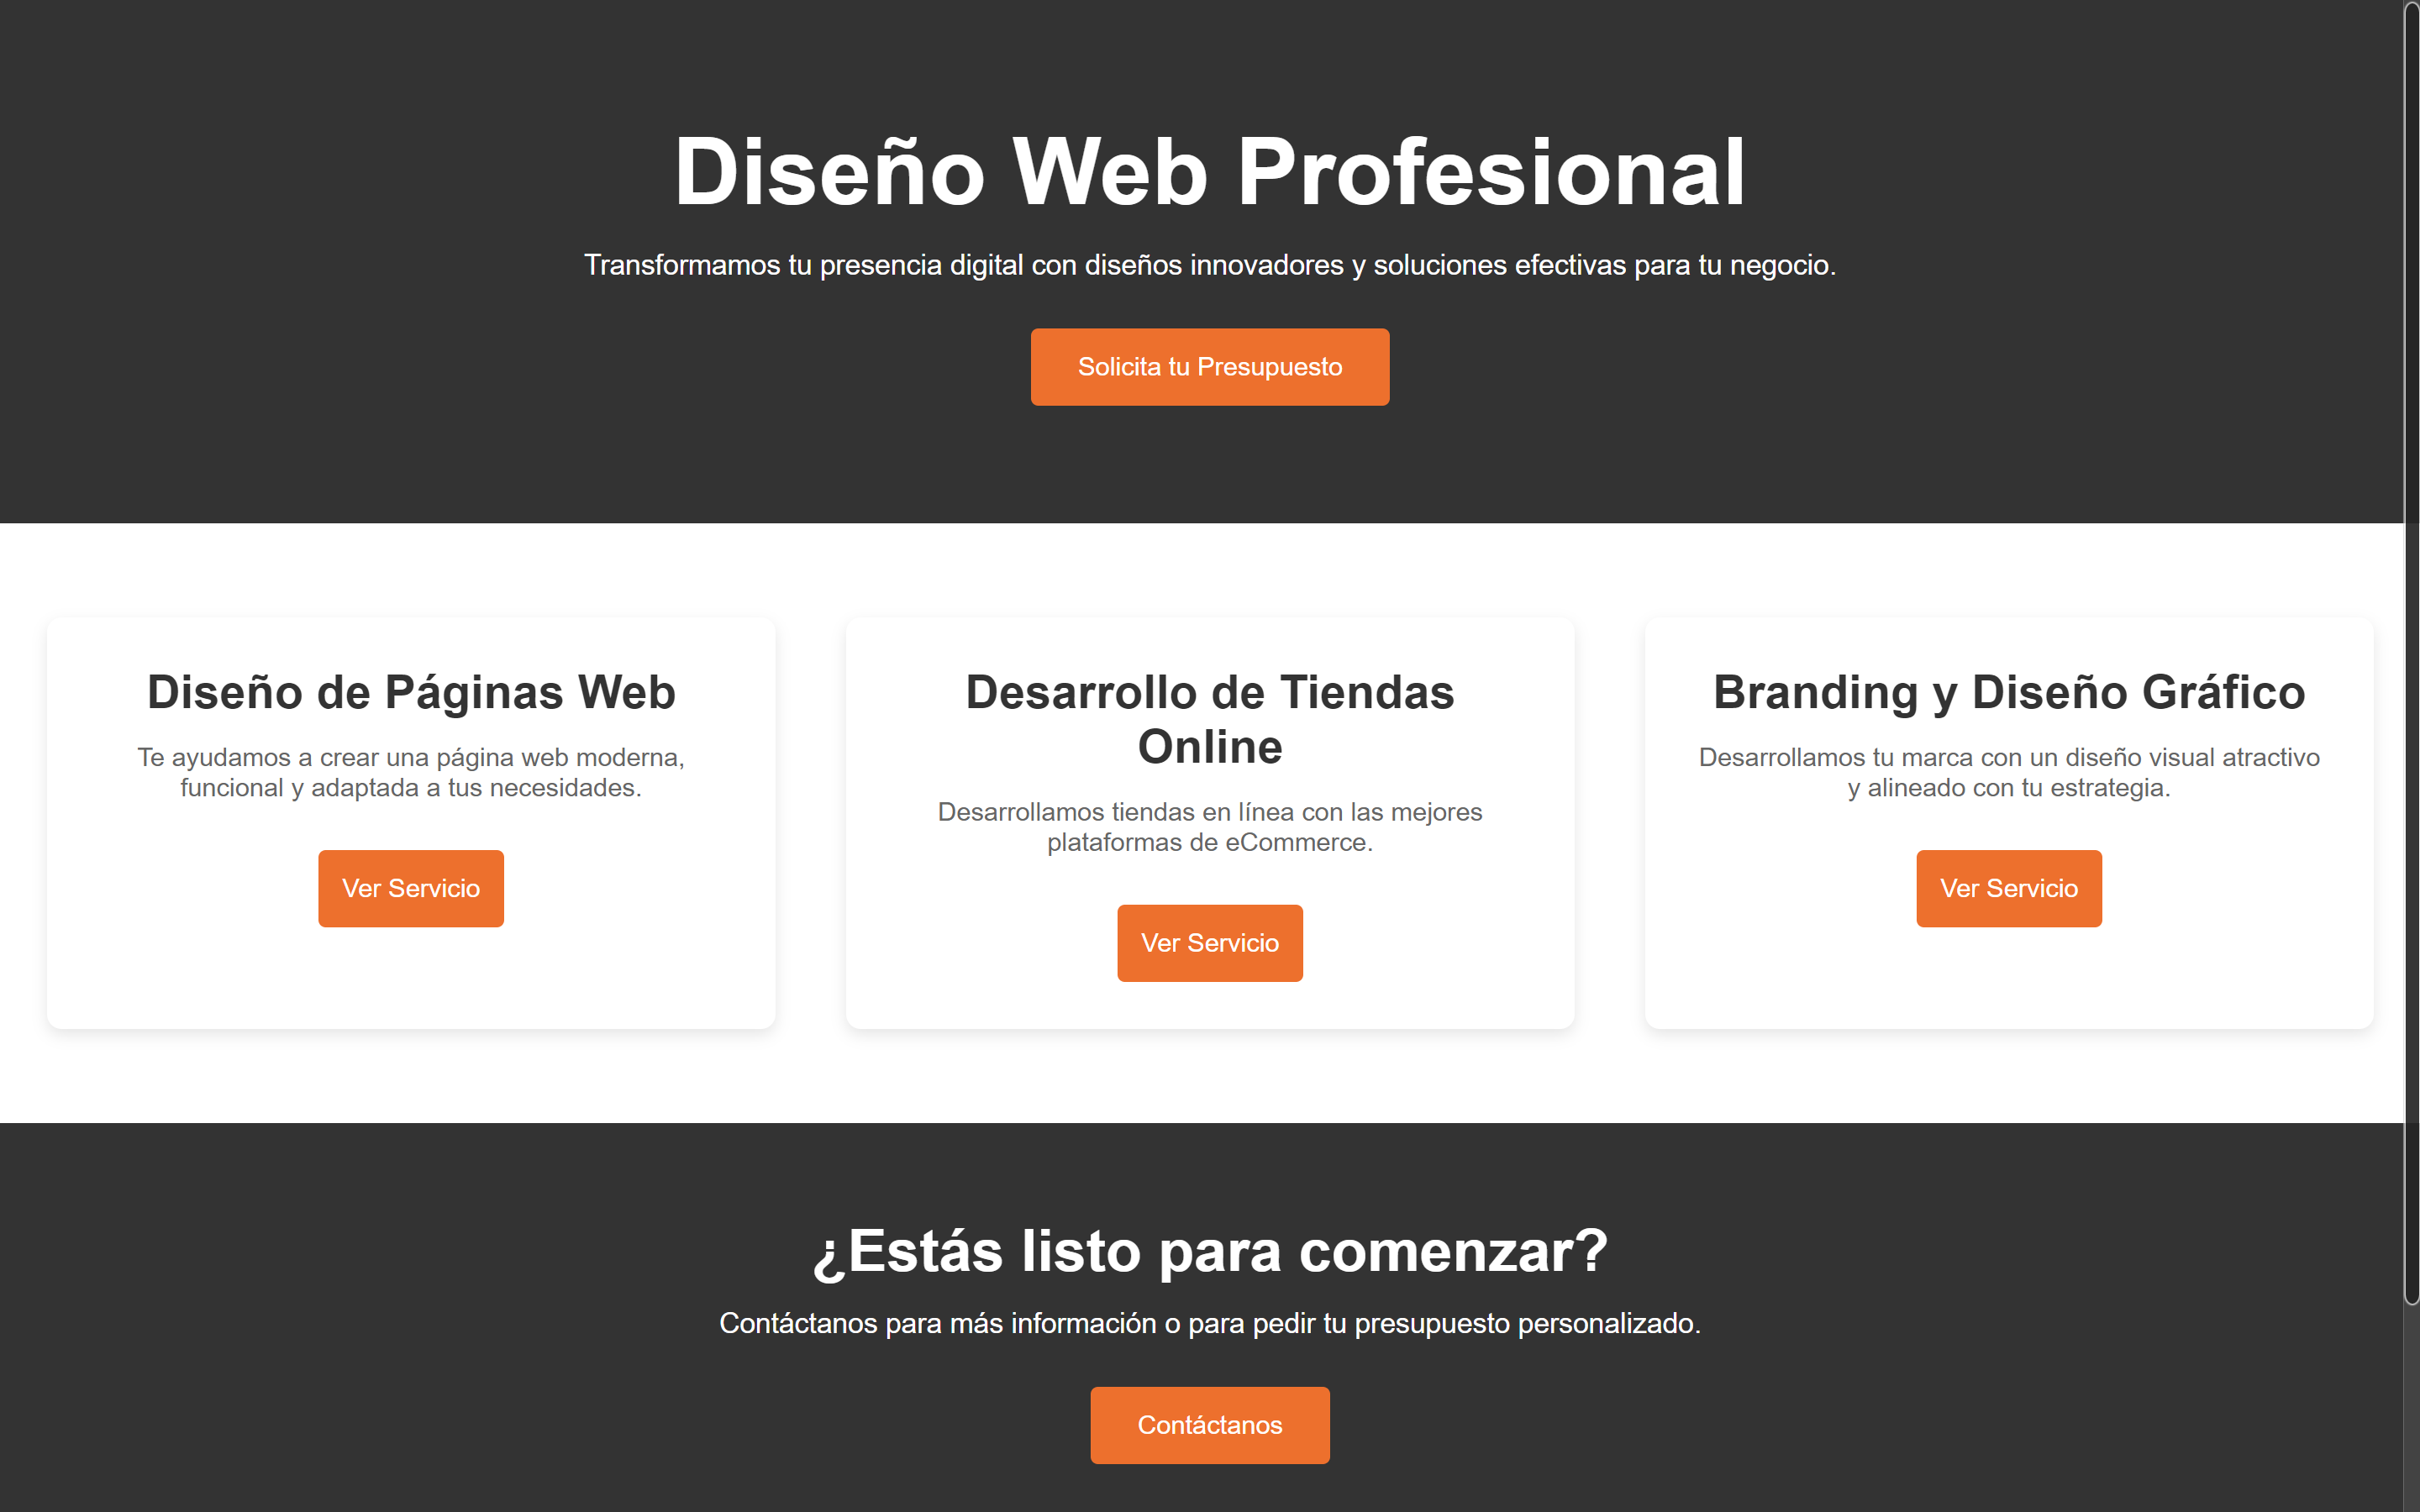 Diseño Web Profesional
Transformamos tu presencia digital con diseños innovadores y soluciones efectivas para tu negocio.
Solicita tu Presupuesto
Diseño de Páginas Web
Te ayudamos a crear una página web moderna,
funcional y adaptada a tus necesidades.
Ver Servicio
Desarrollo de Tiendas
Online
Desarrollamos tiendas en línea con las mejores
plataformas de eCommerce.
Ver Servicio
Branding y Diseño Gráfico
Desarrollamos tu marca con un diseño visual atractivo
y alineado con tu estrategia.
Ver Servicio
¿Estás listo para comenzar?
Contáctanos para más información o para pedir tu presupuesto personalizado.
Contáctanos